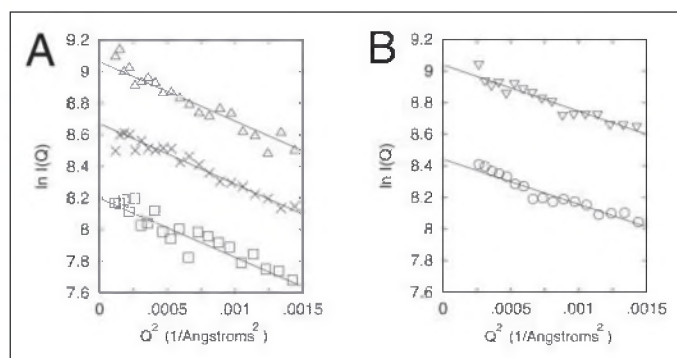 A
B
9.2
9
8.8
8.6
8.4
8.2
8
7.8
7.6
ln I(Q)
0 .0005 .001 .0015
Q² (1/Angstroms²)
9.2
9
8.8
8.6
8.4
8.2
8
7.8
7.6
ln I(Q)
0 .0005 .001 .0015
Q² (1/Angstroms²)